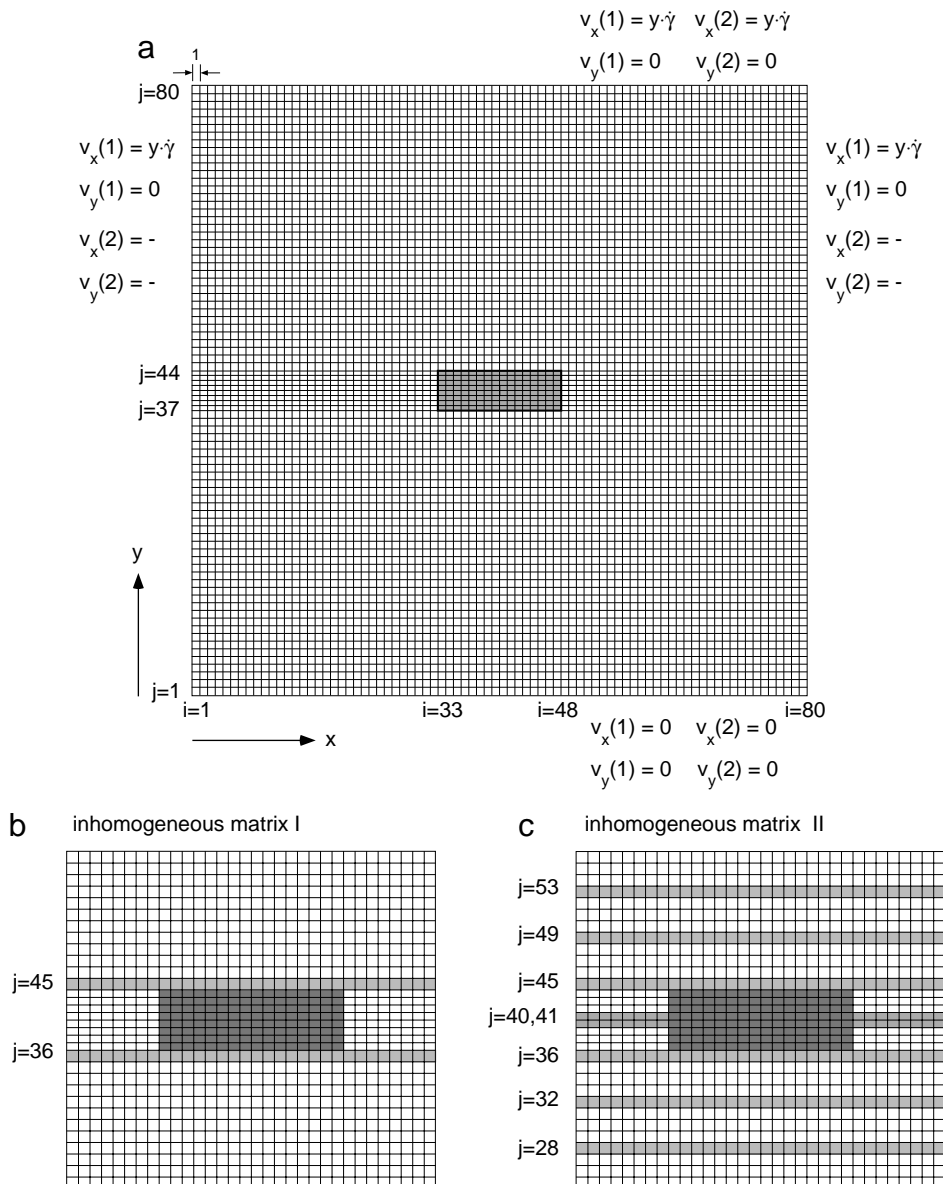 a
1
v_x(1) = y·γ̇ v_x(2) = y·γ̇
v_y(1) = 0 v_y(2) = 0
j=80
v_x(1) = y·γ̇
v_y(1) = 0
v_x(2) = -
v_y(2) = -
v_x(1) = y·γ̇
v_y(1) = 0
v_x(2) = -
v_y(2) = -
j=44
j=37
y
j=1
i=1 i=33 i=48 i=80
x
v_x(1) = 0 v_x(2) = 0
v_y(1) = 0 v_y(2) = 0
b inhomogeneous matrix I
j=45
j=36
c inhomogeneous matrix II
j=53
j=49
j=45
j=40,41
j=36
j=32
j=28